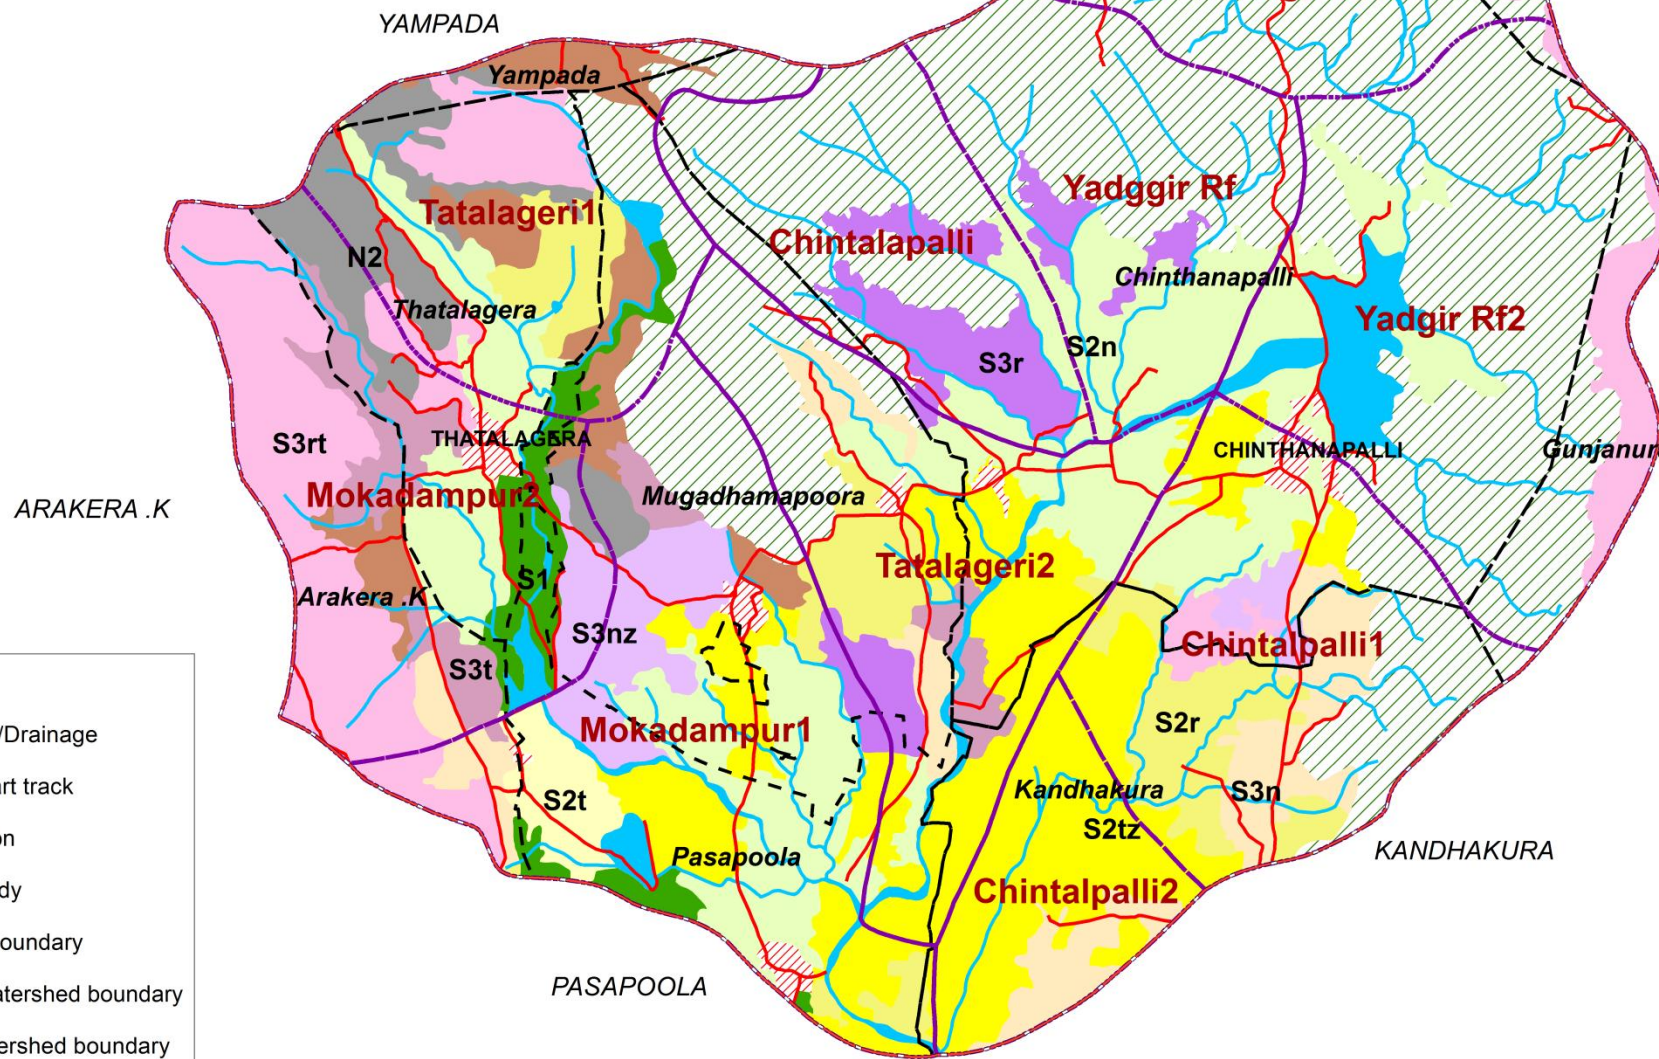 YAMPADA
Yampada
Yadggir Rf
Tatalageri1
Chintalapalli
N2
Chinthanapalli
Thatalagera
Yadgir Rf2
S2n
S3r
S3rt
THATALAGERA
CHINTHANAPALLI
Mokadampur2
Mugadhamapoora
ARAKERA .K
Tatalageri2
S1
Arakera .K
S3nz
Chintalpalli1
S3t
S2r
Mokadampur1
/Drainage
art track
Kandhakura
S3n
S2t
S2tz
on
Pasapoola
KANDHAKURA
dy
Chintalpalli2
oundary
PASAPOOLA
atershed boundary
ershed boundary